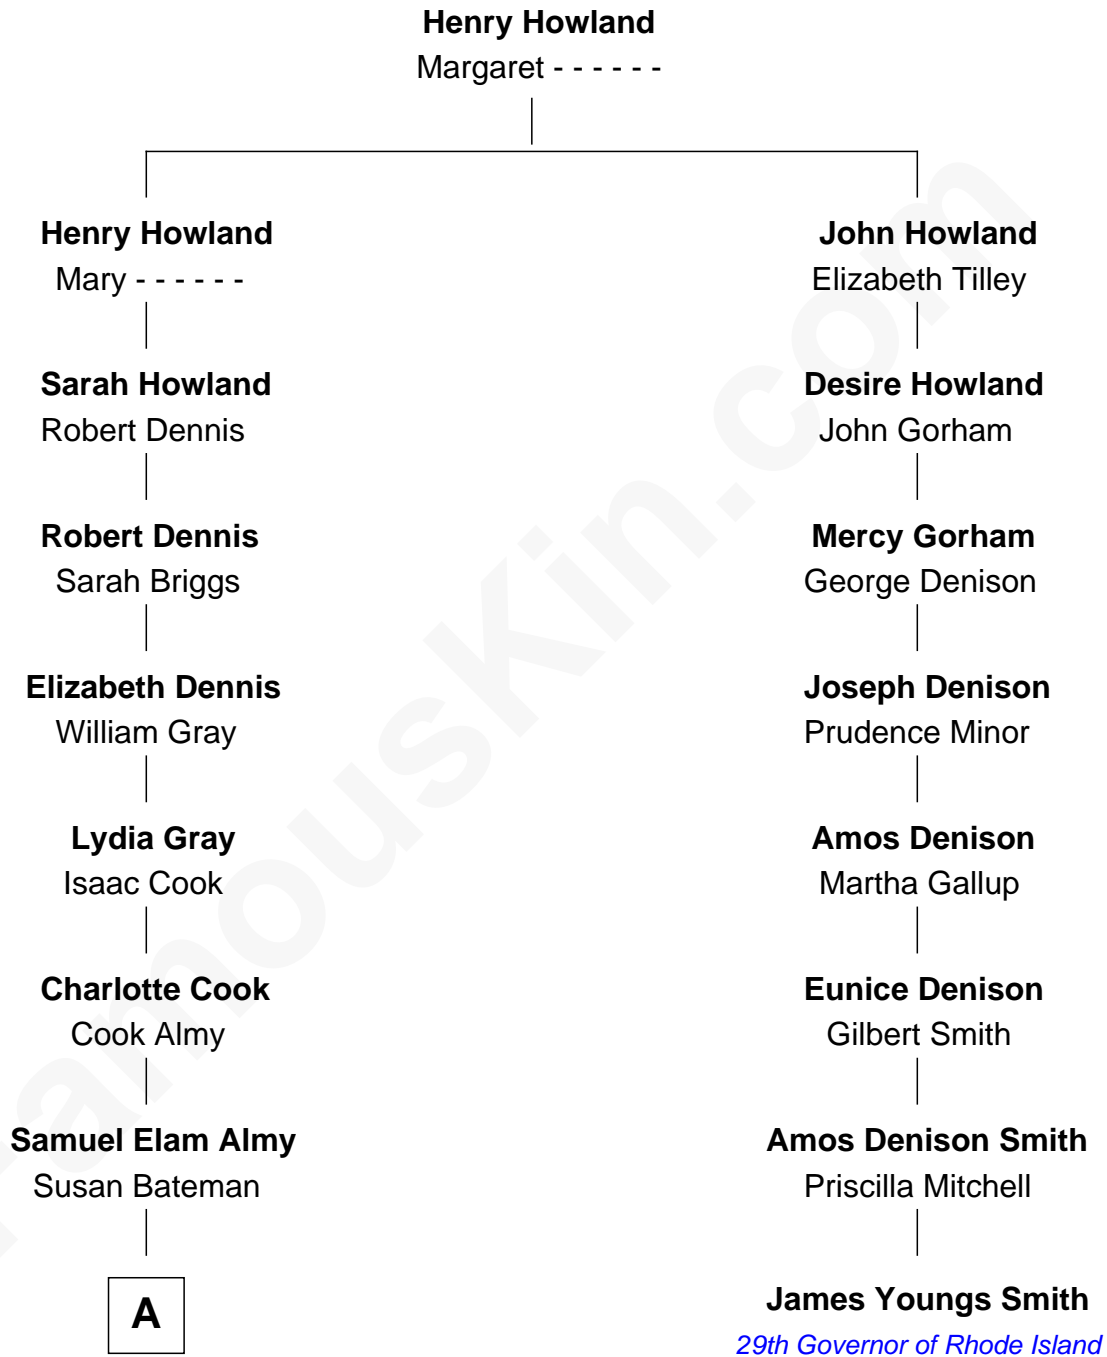 Henry Howland
Margaret - - - - - -
Henry Howland
Mary - - - - - -
Sarah Howland
Robert Dennis
Robert Dennis
Sarah Briggs
Elizabeth Dennis
William Gray
Lydia Gray
Isaac Cook
Charlotte Cook
Cook Almy
Samuel Elam Almy
Susan Bateman
A
John Howland
Elizabeth Tilley
Desire Howland
John Gorham
Mercy Gorham
George Denison
Joseph Denison
Prudence Minor
Amos Denison
Martha Gallup
Eunice Denison
Gilbert Smith
Amos Denison Smith
Priscilla Mitchell
James Youngs Smith
29th Governor of Rhode Island
FamousKin.com